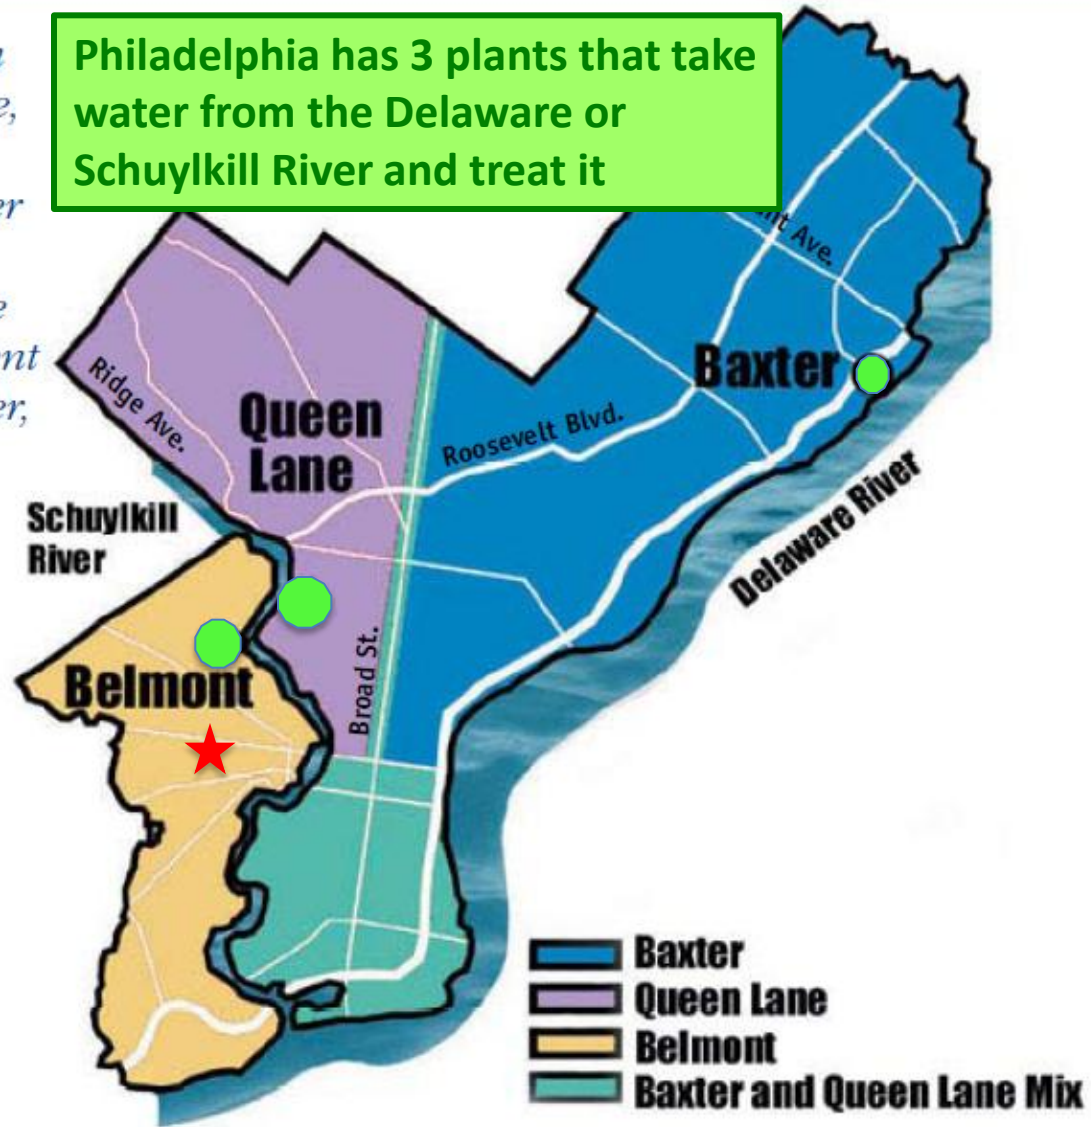 Philadelphia has 3 plants that take
water from the Delaware or
Schuylkill River and treat it
Ave.
Baxter
Ridge Ave.
Queen
Lane
Roosevelt Blvd.
Schuylkill
River
Delaware River
Broad St.
Belmont
Baxter
Queen Lane
Belmont
Baxter and Queen Lane Mix